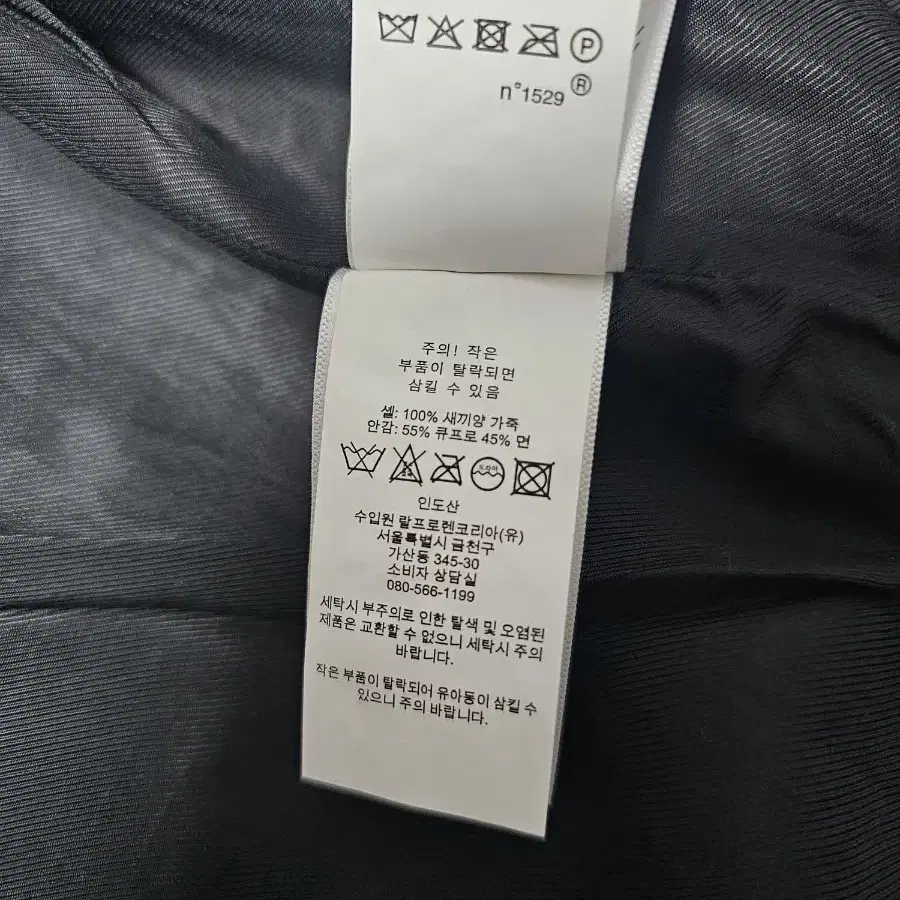 P
n°1529 ®
주의! 작은
부품이 탈락되면
삼킬 수 있음
셀: 100% 새끼양 가죽
안감: 55% 큐프로 45% 면
드라이
인도산
수입원 랄프로렌코리아(유)
서울특별시 금천구
가산동 345-30
소비자 상담실
080-566-1199
세탁시 부주의로 인한 탈색 및 오염된
제품은 교환할 수 없으니 세탁시 주의
바랍니다.
작은 부품이 탈락되어 유아동이 삼킬 수
있으니 주의 바랍니다.